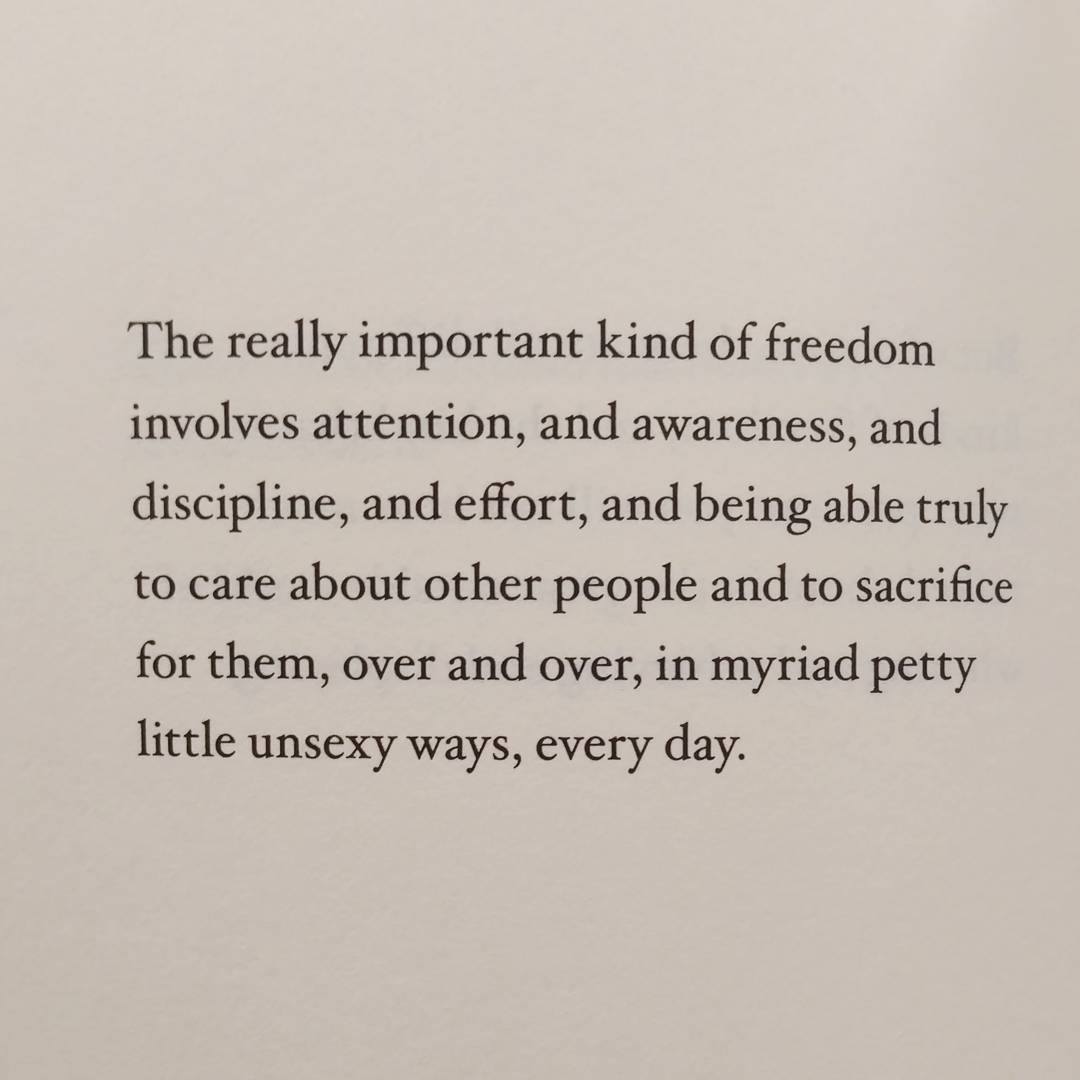 The really important kind of freedom
involves attention, and awareness, and
discipline, and effort, and being able truly
to care about other people and to sacrifice
for them, over and over, in myriad petty
little unsexy ways, every day.